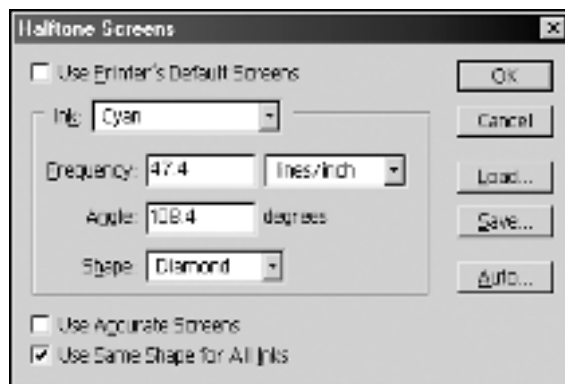 Halftone Screens
Use Printer's Default Screens
OK
Ink: Cyan
Cancel
Frequency: 47.4 lines/inch
Load...
Angle: 108.4 degrees
Save...
Shape: Diamond
Auto...
Use Accurate Screens
Use Same Shape for All Inks